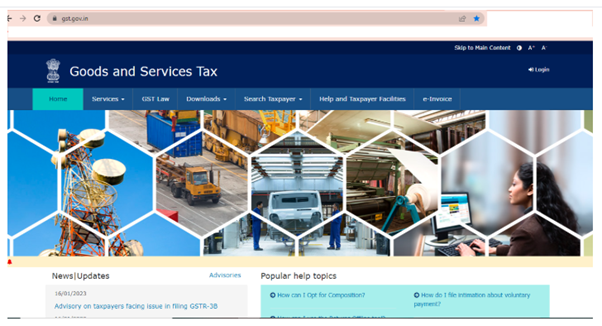 gst.gov.in
Skip to Main Content A⁺ A⁻
Goods and Services Tax
Login
Home Services GST Law Downloads Search Taxpayer Help and Taxpayer Facilities e-Invoice
News|Updates Advisories Popular help topics
16/01/2023
Advisory on taxpayers facing issue in filing GSTR-3B
How can I Opt for Composition?
How do I file intimation about voluntary
payment?